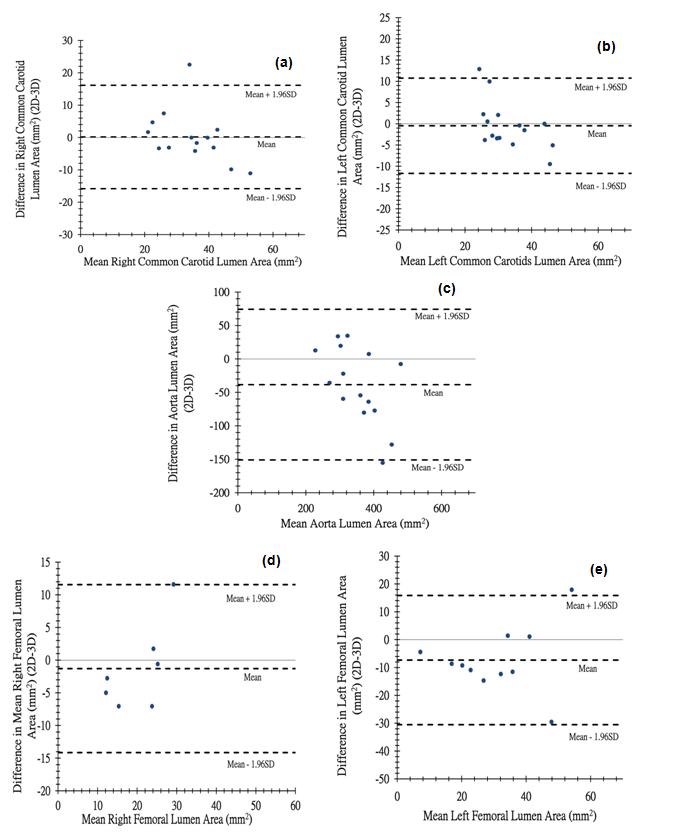 (a)
Difference in Right Common Carotid
Lumen Area (mm²) (2D-3D)
30
20
10
0
-10
-20
-30
Mean + 1.96SD
Mean
Mean - 1.96SD
0
20
40
60
Mean Right Common Carotid Lumen Area (mm²)
(b)
Difference in Left Common Carotid Lumen
Area (mm²) (2D-3D)
25
20
15
10
5
0
-5
-10
-15
-20
-25
Mean + 1.96SD
Mean
Mean - 1.96SD
0
20
40
60
Mean Left Common Carotids Lumen Area (mm²)
(c)
Difference in Aorta Lumen Area (mm²)
(2D-3D)
100
50
0
-50
-100
-150
-200
Mean + 1.96SD
Mean
Mean - 1.96SD
0
200
400
600
Mean Aorta Lumen Area (mm²)
(d)
Difference in Mean Right Femoral Lumen
Area (mm²) (2D-3D)
15
10
5
0
-5
-10
-15
-20
Mean + 1.96SD
Mean
Mean - 1.96SD
0
10
20
30
40
50
60
Mean Right Femoral Lumen Area (mm²)
(e)
Difference in Left Femoral Lumen Area
(mm²) (2D-3D)
30
20
10
0
-10
-20
-30
-40
-50
Mean + 1.96SD
Mean
Mean - 1.96SD
0
20
40
60
Mean Left Femoral Lumen Area (mm²)